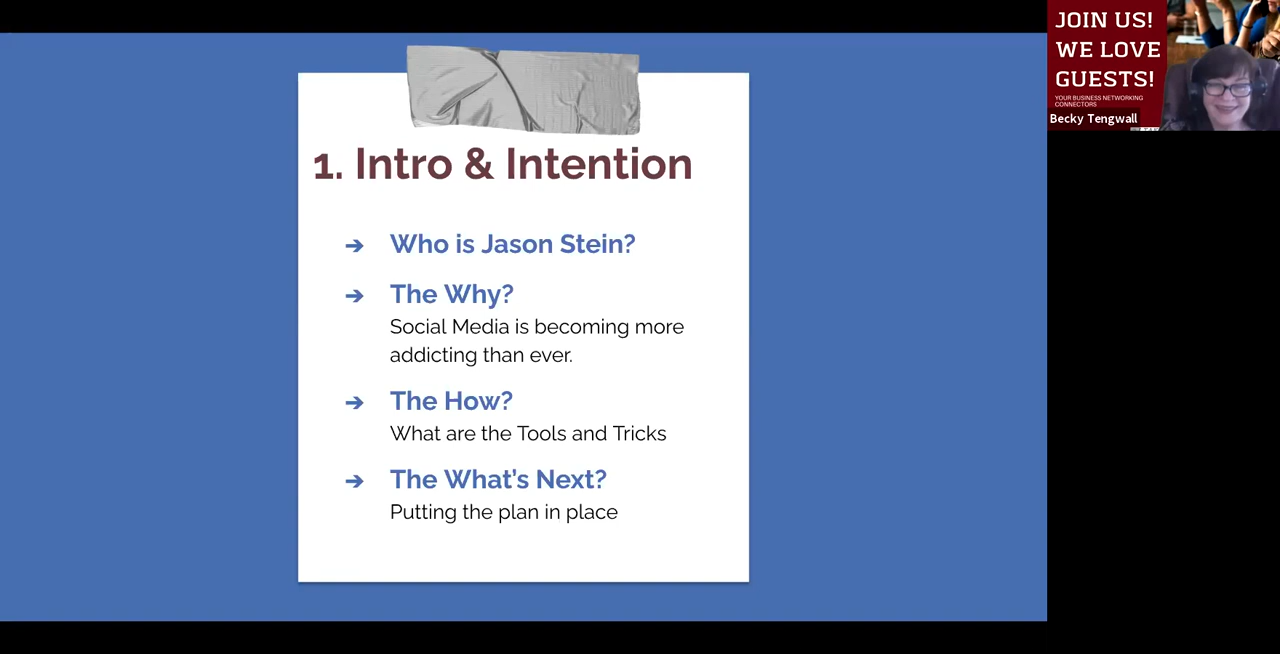 1. Intro & Intention
➔ Who is Jason Stein?
➔ The Why?
Social Media is becoming more
addicting than ever.
➔ The How?
What are the Tools and Tricks
➔ The What’s Next?
Putting the plan in place
JOIN US!
WE LOVE
GUESTS!
YOUR BUSINESS NETWORKING
CONNECTORS
Becky Tengwall